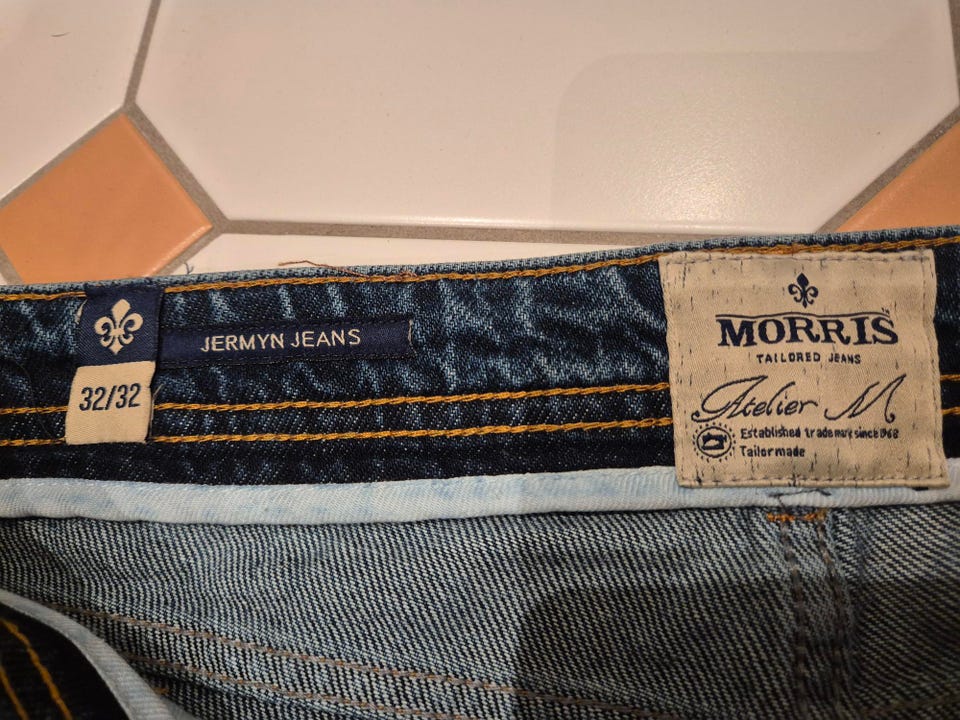 JERMYN JEANS
32/32
MORRIS
TAILORED JEANS
Atelier M
Established trademark since 1968
Tailormade